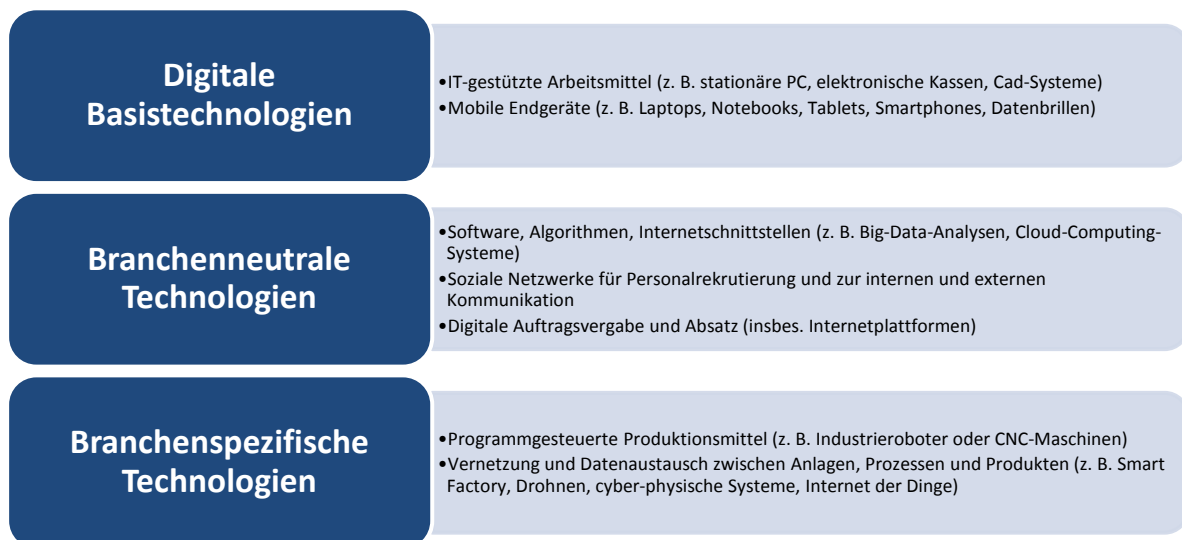 Digitale
Basistechnologien
•IT-gestützte Arbeitsmittel (z. B. stationäre PC, elektronische Kassen, Cad-Systeme)
•Mobile Endgeräte (z. B. Laptops, Notebooks, Tablets, Smartphones, Datenbrillen)
Branchenneutrale
Technologien
•Software, Algorithmen, Internetschnittstellen (z. B. Big-Data-Analysen, Cloud-Computing-
Systeme)
•Soziale Netzwerke für Personalrekrutierung und zur internen und externen
Kommunikation
•Digitale Auftragsvergabe und Absatz (insbes. Internetplattformen)
Branchenspezifische
Technologien
•Programmgesteuerte Produktionsmittel (z. B. Industrieroboter oder CNC-Maschinen)
•Vernetzung und Datenaustausch zwischen Anlagen, Prozessen und Produkten (z. B. Smart
Factory, Drohnen, cyber-physische Systeme, Internet der Dinge)